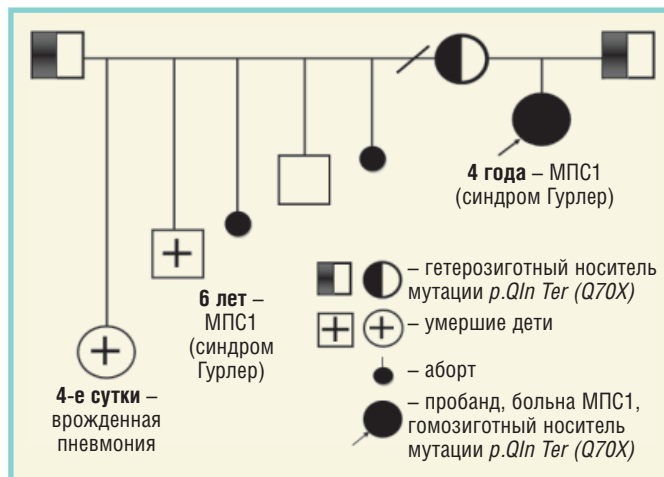 4 года – МПС1
(синдром Гурлер)
6 лет –
МПС1
(синдром
Гурлер)
4-е сутки –
врожденная
пневмония
– гетерозиготный носитель
мутации p.Qln Ter (Q70X)
– умершие дети
– аборт
– пробанд, больна МПС1,
гомозиготный носитель
мутации p.Qln Ter (Q70X)